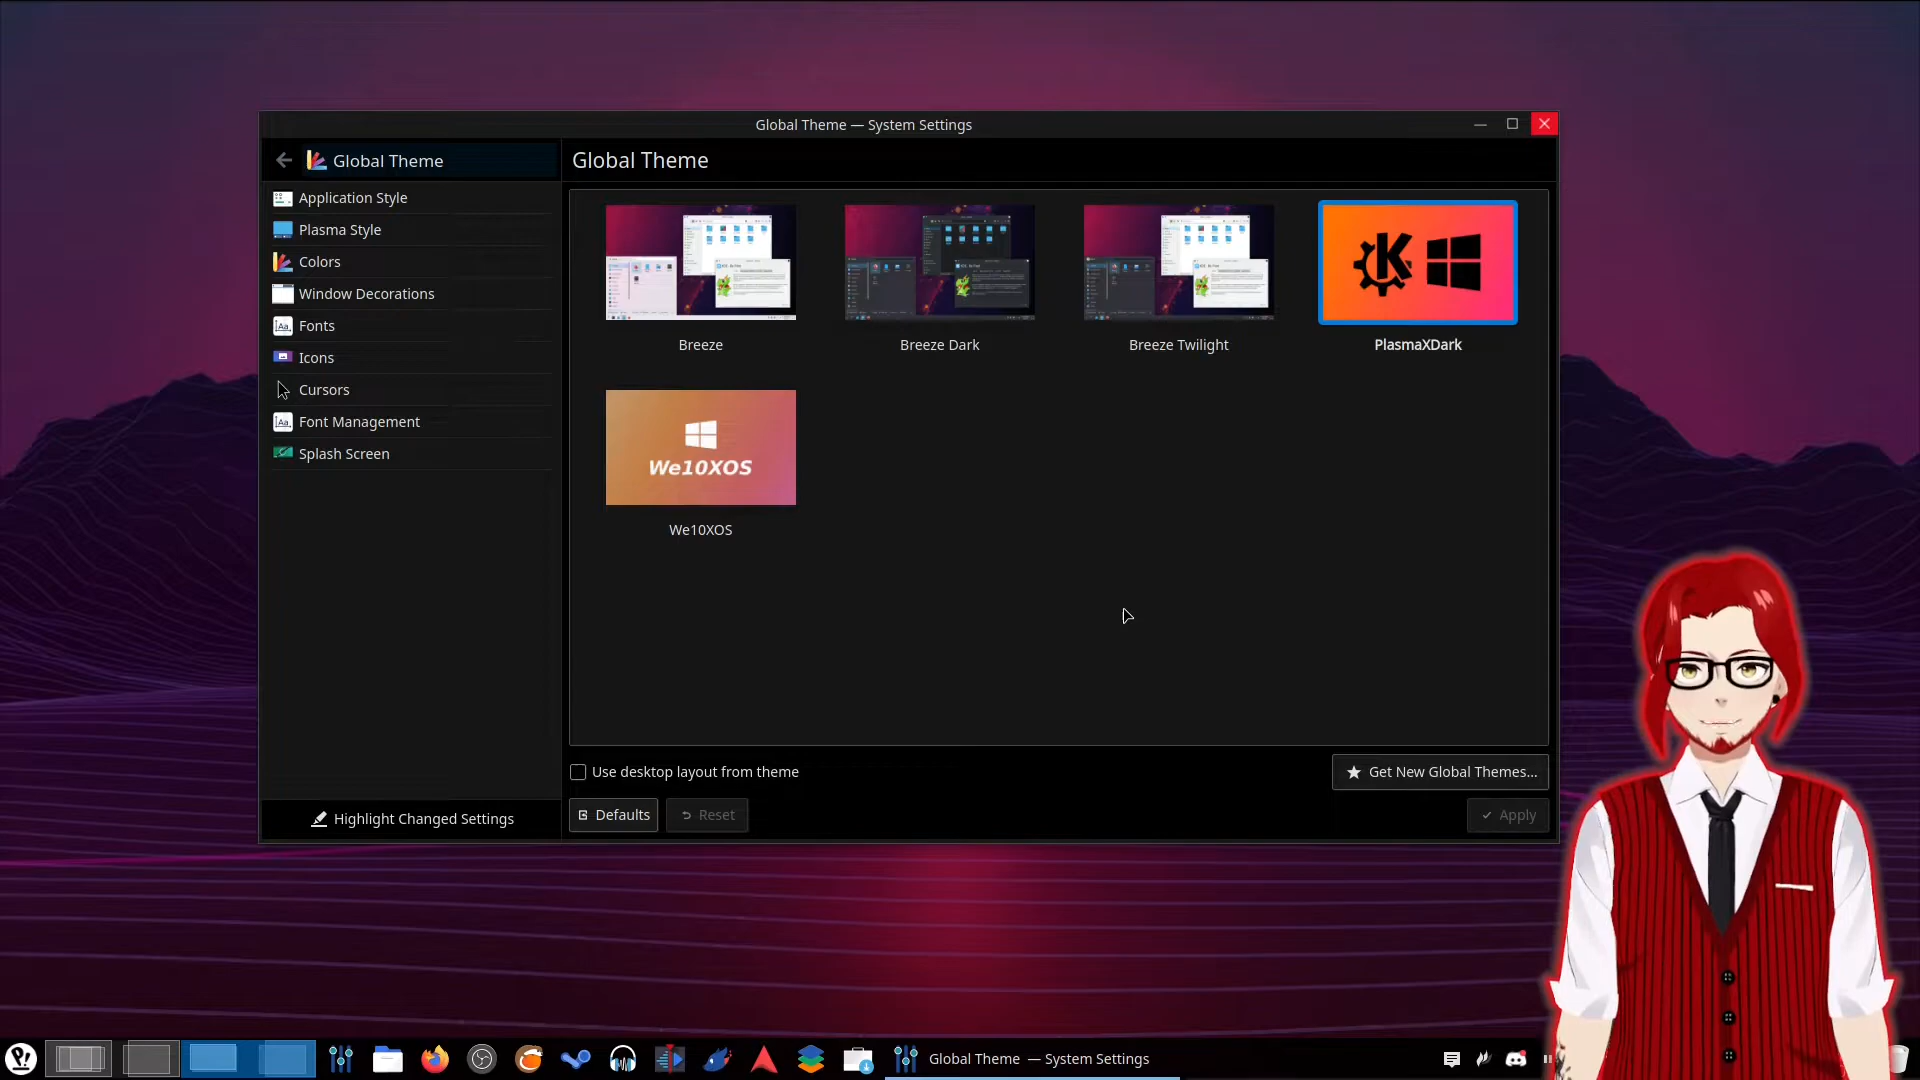 Global Theme — System Settings
Global Theme
Global Theme
Application Style
Plasma Style
Colors
Window Decorations
Fonts
Icons
Cursors
Font Management
Splash Screen
Breeze
Breeze Dark
Breeze Twilight
PlasmaXDark
We10XOS
We10XOS
Use desktop layout from theme
Get New Global Themes...
Defaults
Reset
Apply
Highlight Changed Settings
Global Theme — System Settings